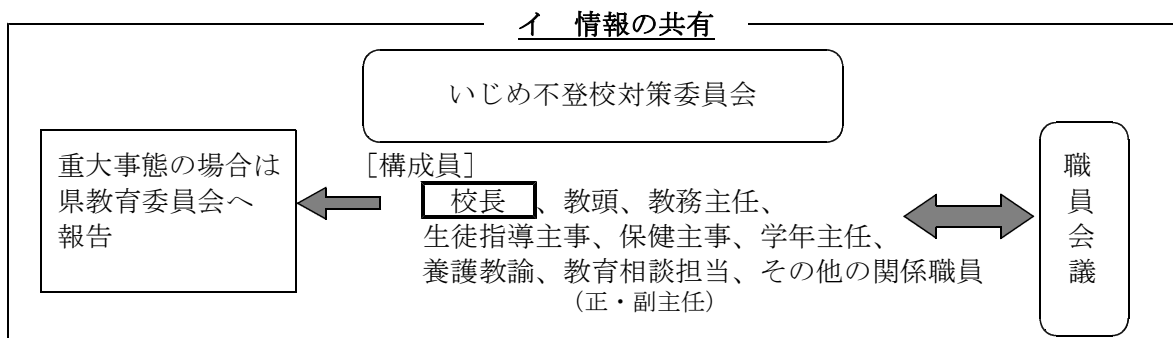 イ　情報の共有
いじめ不登校対策委員会
重大事態の場合は
県教育委員会へ
報告
［構成員］
校長、教頭、教務主任、
生徒指導主事、保健主事、学年主任、
養護教諭、教育相談担当、その他の関係職員
（正・副主任）
職員会議